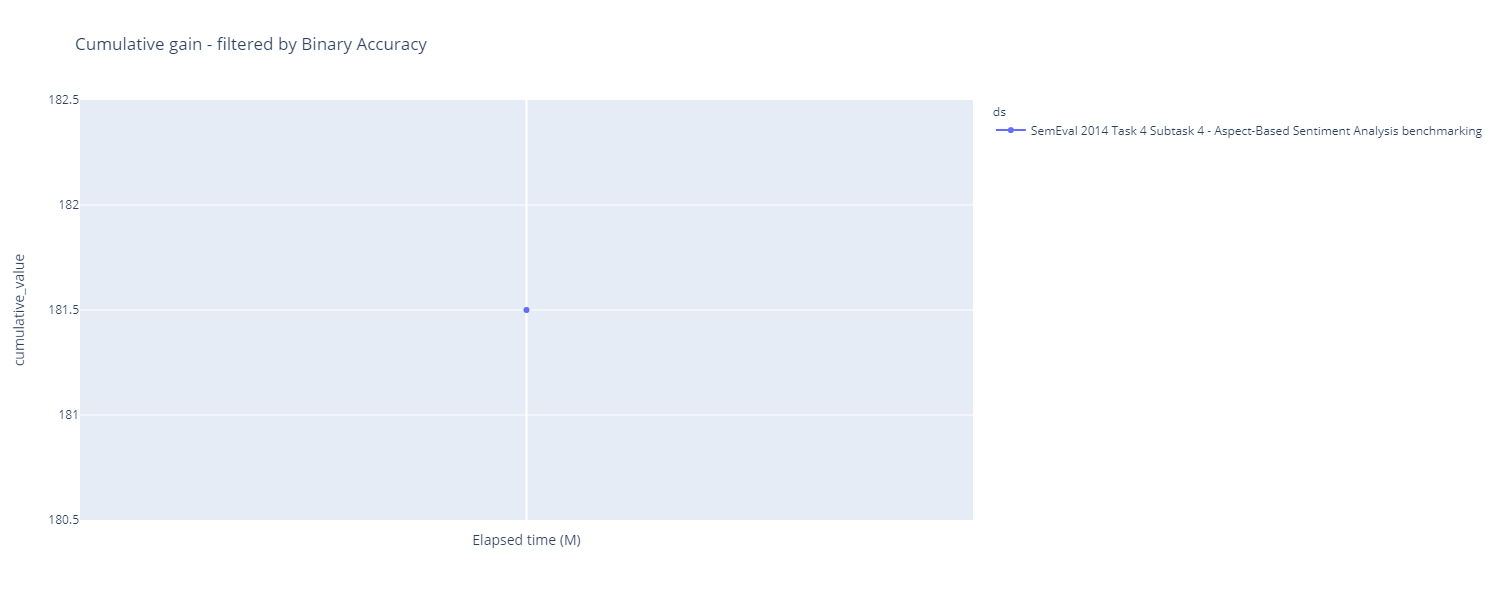 Cumulative gain - filtered by Binary Accuracy
182.5
182
181.5
181
180.5
cumulative_value
Elapsed time (M)
ds
SemEval 2014 Task 4 Subtask 4 - Aspect-Based Sentiment Analysis benchmarking